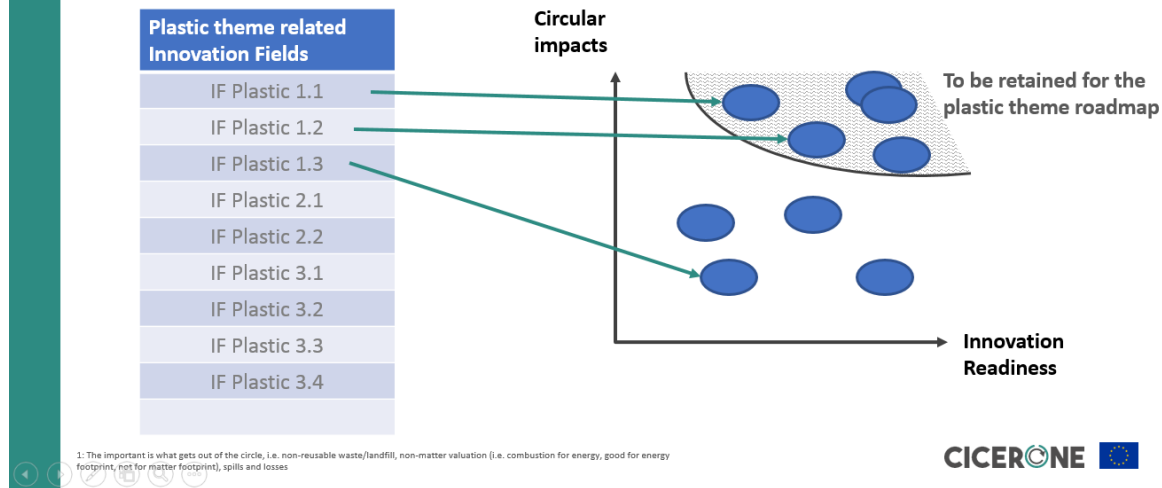 Plastic theme related
Innovation Fields
IF Plastic 1.1
IF Plastic 1.2
IF Plastic 1.3
IF Plastic 2.1
IF Plastic 2.2
IF Plastic 3.1
IF Plastic 3.2
IF Plastic 3.3
IF Plastic 3.4
Circular
impacts
To be retained for the
plastic theme roadmap
Innovation
Readiness
1: The important is what gets out of the circle, i.e. non-reusable waste/landfill, non-matter valuation (i.e. combustion for energy, good for energy
footprint, not for matter footprint), spills and losses
CICERONE